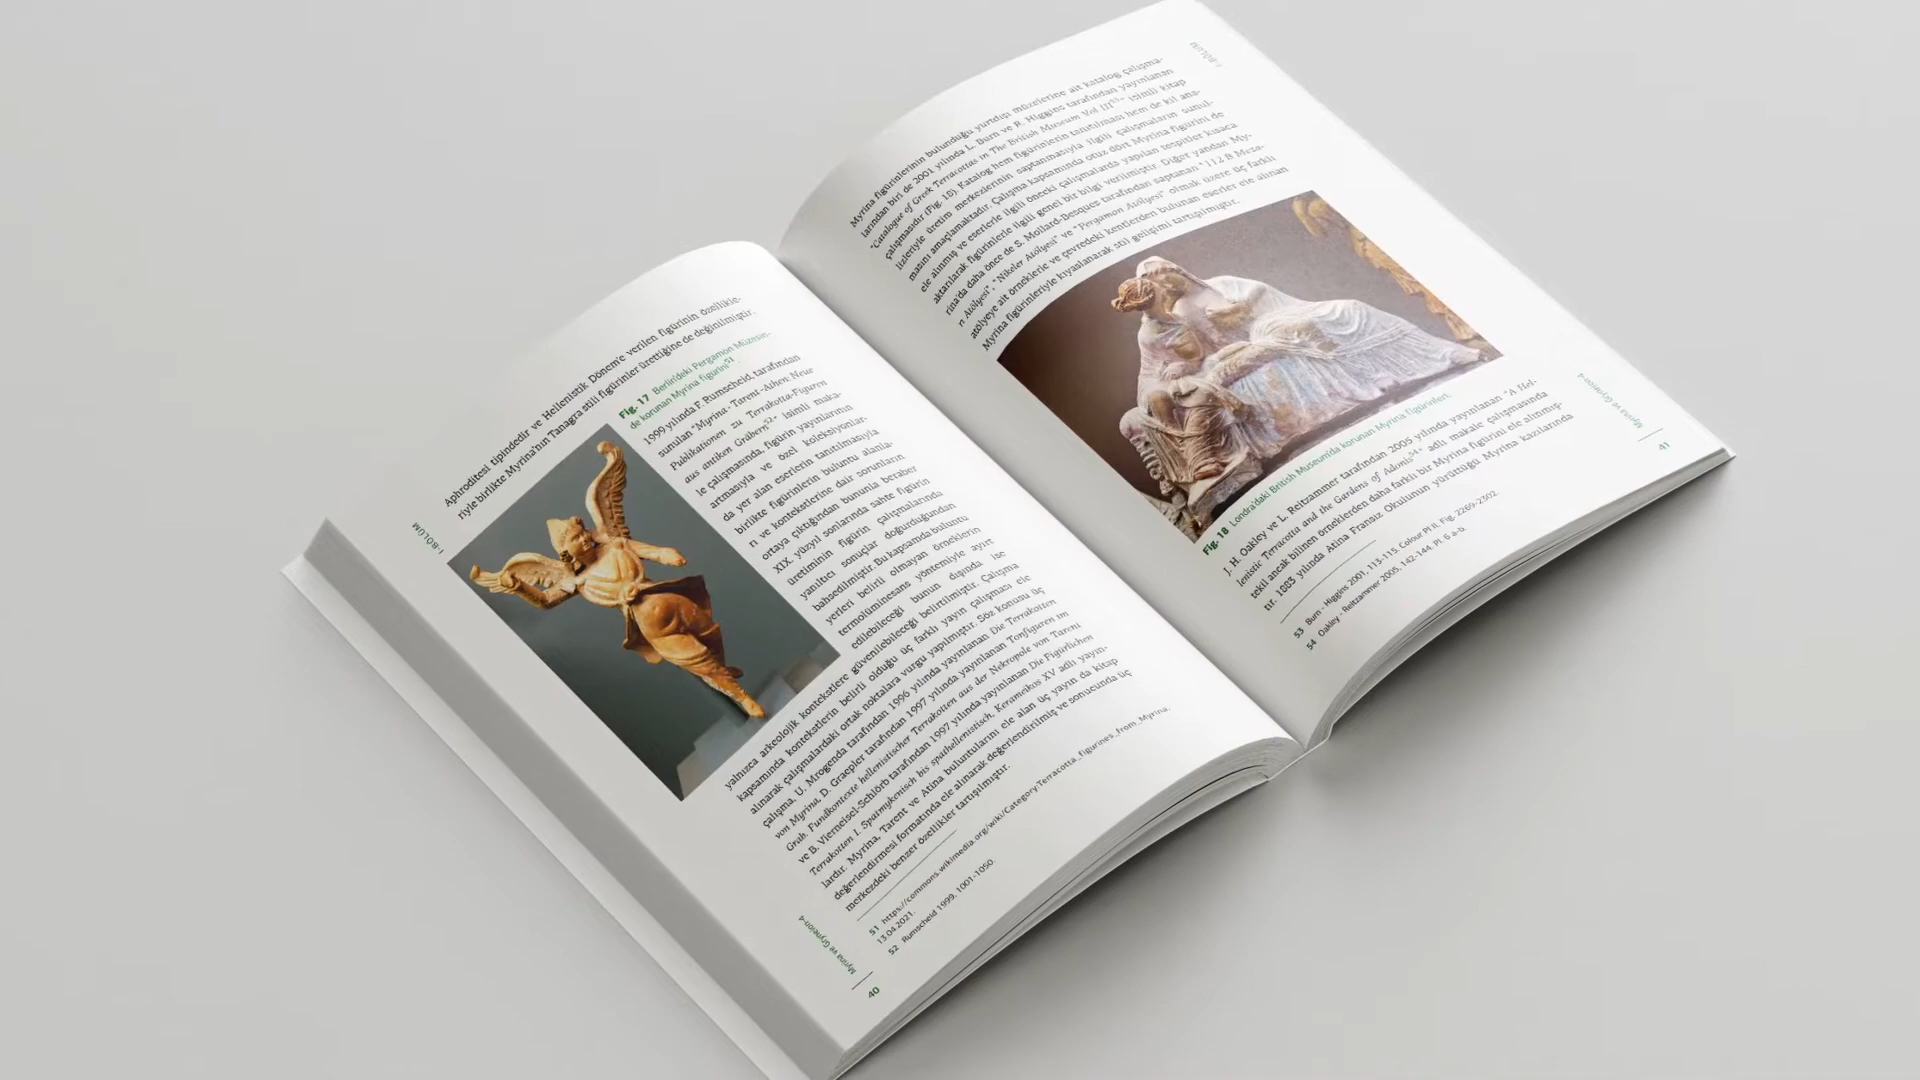 I-BÖLÜM
Aphroditesi tipindedir ve Hellenistik Dönem'e verilen figürinin özellikle-
riyle birlikte Myrina'nın Tanagra stili figürinler ürettiğine de değinilmiştir.
Fig. 17 Berlin'deki Pergamon Müzesin-
de korunan Myrina figürini⁵¹
1999 yılında F. Rumscheid, tarafından
sunulan "Myrina - Tarent - Athen: Neue
Publikationen zu Terrakotta-Figuren
aus antiken Gräbern"⁵² isimli maka-
le çalışmasında, figürin yayınlarının
artmasıyla ve özel koleksiyonlar-
da yer alan eserlerin tanıtılmasıyla
birlikte figürinlerin buluntu alanla-
rı ve kontekstlerine dair sorunların
ortaya çıktığından bununla beraber
XIX. yüzyıl sonlarında sahte figürin
üretiminin figürin çalışmalarında
yanıltıcı sonuçlar doğurduğundan
bahsedilmiştir. Bu kapsamda buluntu
yerleri belirli olmayan örneklerin
termolüminesans yöntemiyle ayırt
edilebileceği bunun dışında ise
yalnızca arkeolojik kontekstlere güvenilebileceği belirtilmiştir. Çalışma
kapsamında kontekstlerin belirli olduğu üç farklı yayın çalışması ele
alınarak çalışmalardaki ortak noktalara vurgu yapılmıştır. Söz konusu üç
çalışma, U. Mrogenda tarafından 1996 yılında yayınlanan Die Terrakotten
von Myrina, D. Graepler tarafından 1997 yılında yayınlanan Tonfiguren im
Grab. Fundkontexte hellenistischer Terrakotten aus der Nekropole von Tarent
ve B. Vierneisel-Schlörb tarafından 1997 yılında yayınlanan Die Figürlichen
Terrakotten I. Spatmykenisch bis spathellenistisch, Kerameikos XV adlı yayın-
lardır. Myrina, Tarent ve Atina buluntularını ele alan üç yayın da kitap
değerlendirmesi formatında ele alınarak değerlendirilmiş ve sonucunda üç
merkezdeki benzer özellikler tartışılmıştır.
51 https://commons.wikimedia.org/wiki/Category:Terracotta_figurines_from_Myrina.
13.04.2021.
52 Rumscheid 1999, 1001-1050.
Myrina ve Gryneion-4
40
I-BÖLÜM
Myrina figürinlerinin bulunduğu yurtdışı müzelerine ait katalog çalışma-
larından biri de 2001 yılında L. Burn ve R. Higgins tarafından yayınlanan
"Catalogue of Greek Terracottas in The British Museum Vol III"⁵³ isimli kitap
çalışmasıdır (Fig. 18). Katalog hem figürinlerin tanıtılması hem de kil ana-
lizleriyle üretim merkezlerinin saptanmasıyla ilgili çalışmaların sunul-
masını amaçlamaktadır. Çalışma kapsamında otuz dört Myrina figürini de
ele alınmış ve eserlerle ilgili önceki çalışmalarda yapılan tespitler kısaca
aktarılarak figürinlerle ilgili genel bir bilgi verilmiştir. Diğer yandan My-
rina'da daha önce de S. Mollard-Besques tarafından saptanan "112 B Meza-
rı Atölyesi", "Nikeler Atölyesi" ve "Pergamon Atölyesi" olmak üzere üç farklı
atölyeye ait örneklerle ve çevredeki kentlerden bulunan eserler ele alınan
Myrina figürinleriyle kıyaslanarak stil gelişimi tartışılmıştır.
Fig. 18 Londra'daki British Museum'da korunan Myrina figürinleri.
J. H. Oakley ve L. Reitzammer tarafından 2005 yılında yayınlanan "A Hel-
lenistic Terracotta and the Gardens of Adonis⁵⁴" adlı makale çalışmasında
tekil ancak bilinen örneklerden daha farklı bir Myrina figürini ele alınmış-
tır. 1883 yılında Atina Fransız Okulunun yürüttüğü, Myrina kazılarında
53 Burn - Higgins 2001, 113-115. Colour Pl II. Fig. 2269-2302.
54 Oakley - Reitzammer 2005, 142-144. Pl. 6 a-b.
Myrina ve Gryneion-4
41